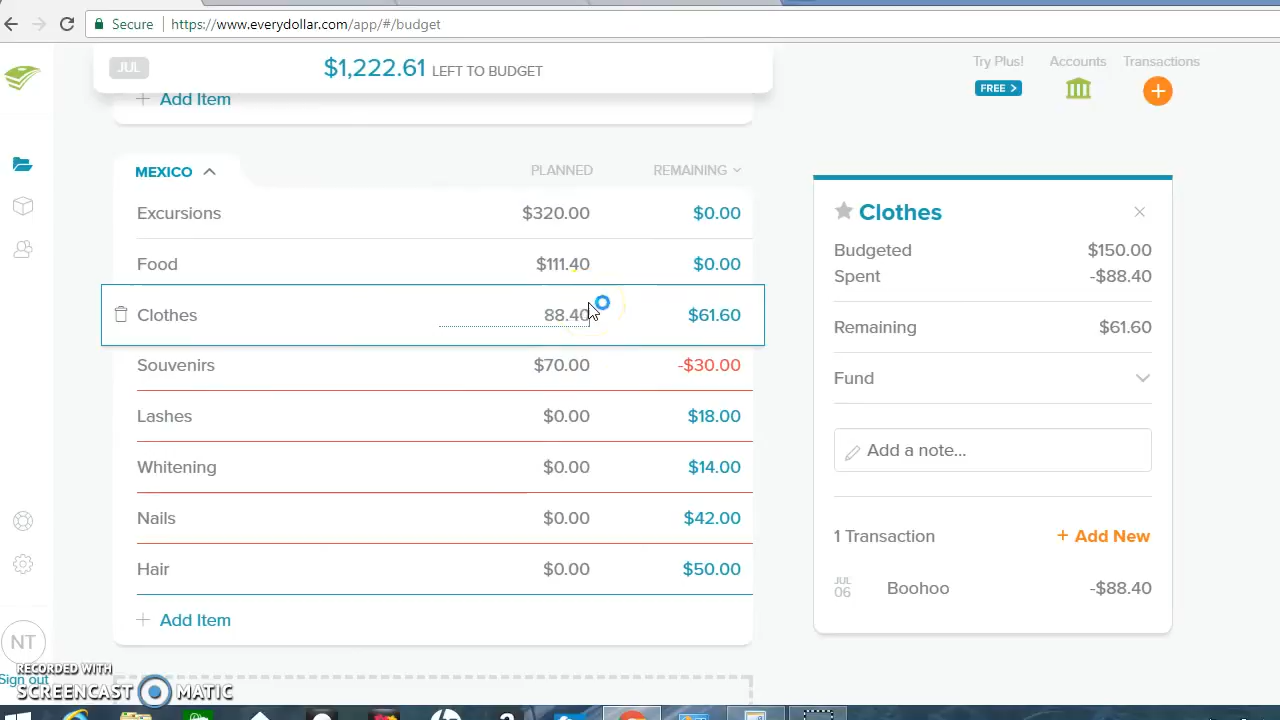 Secure https://www.everydollar.com/app/#/budget
JUL $1,222.61 LEFT TO BUDGET
Try Plus! Accounts Transactions
FREE >
+ Add Item
MEXICO PLANNED REMAINING
Excursions $320.00 $0.00
Food $111.40 $0.00
Clothes 88.40 $61.60
Souvenirs $70.00 -$30.00
Lashes $0.00 $18.00
Whitening $0.00 $14.00
Nails $0.00 $42.00
Hair $0.00 $50.00
+ Add Item
Clothes
Budgeted $150.00
Spent -$88.40
Remaining $61.60
Fund
Add a note...
1 Transaction + Add New
JUL 06 Boohoo -$88.40
NT
Sign out
RECORDED WITH
SCREENCAST MATIC